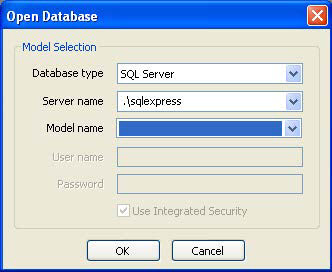 Open Database
Model Selection
Database type SQL Server
Server name .\sqlexpress
Model name
User name
Password
Use Integrated Security
OK Cancel